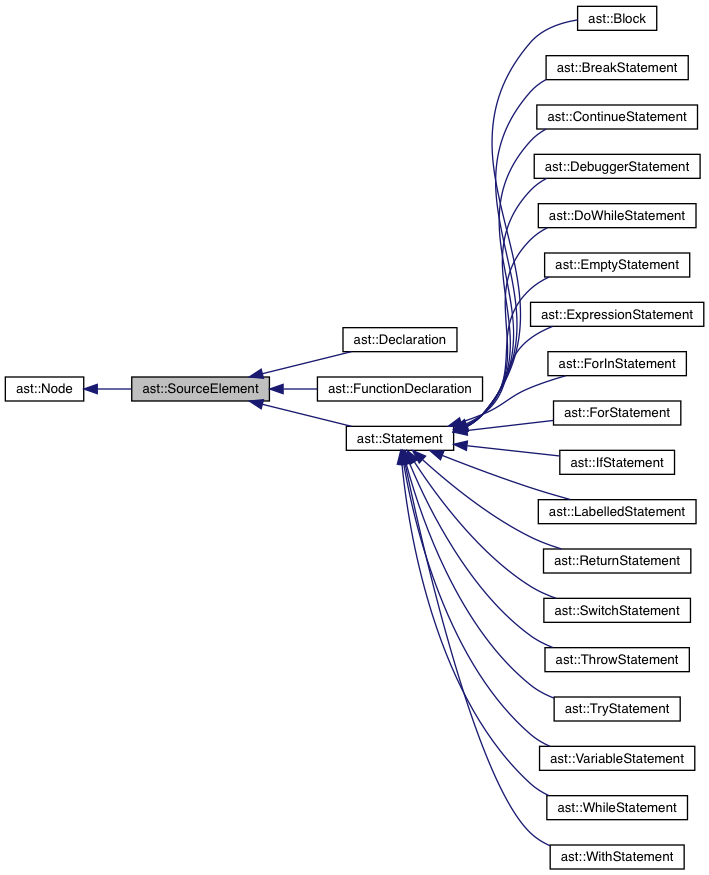 ast::Block
ast::BreakStatement
ast::ContinueStatement
ast::DebuggerStatement
ast::DoWhileStatement
ast::EmptyStatement
ast::ExpressionStatement
ast::Declaration
ast::ForInStatement
ast::Node
ast::SourceElement
ast::FunctionDeclaration
ast::ForStatement
ast::Statement
ast::IfStatement
ast::LabelledStatement
ast::ReturnStatement
ast::SwitchStatement
ast::ThrowStatement
ast::TryStatement
ast::VariableStatement
ast::WhileStatement
ast::WithStatement